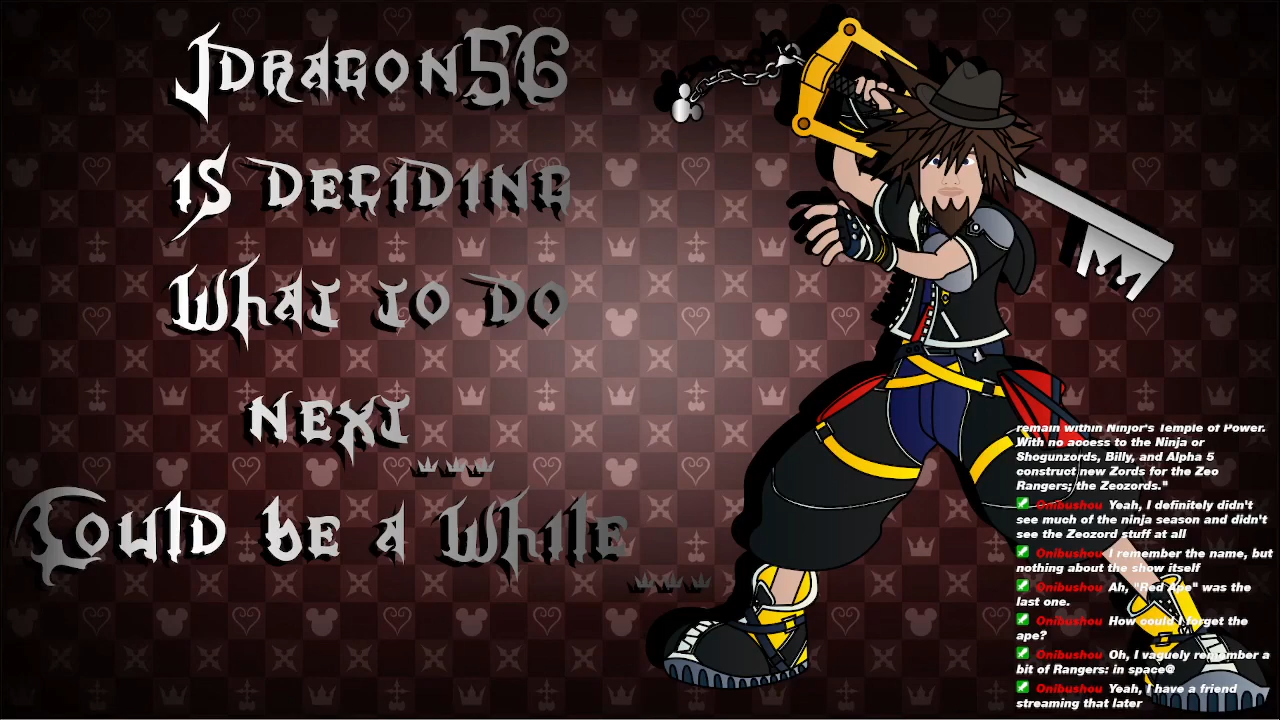 JDragon56
is deciding
What to do
next...
Could be a While...
remain within Ninjor's Temple of Power.
With no access to the Ninja or
Shogunzords, Billy, and Alpha 5
construct new Zords for the Zeo
Rangers; the Zeozords."
Onibushou Yeah, I definitely didn't
see much of the ninja season and didn't
see the Zeozord stuff at all
Onibushou I remember the name, but
nothing about the show itself
Onibushou Ah, "Red Ape" was the
last one.
Onibushou How could I forget the
ape?
Onibushou Oh, I vaguely remember a
bit of Rangers: in space@
Onibushou Yeah, I have a friend
streaming that later